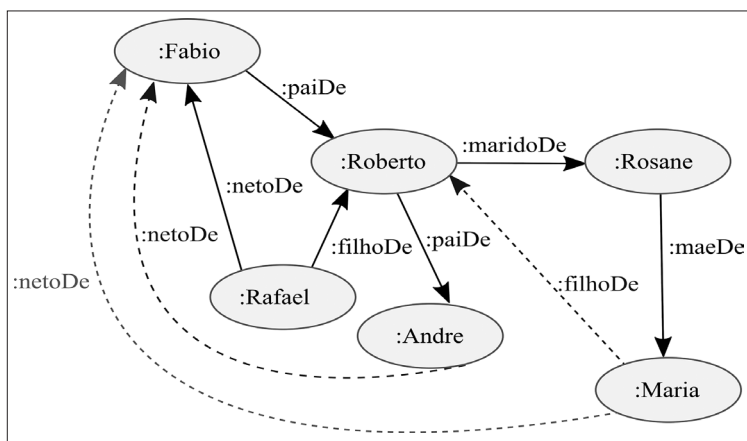 :Fabio
:paiDe
:Roberto
:maridoDe
:Rosane
:netoDe
:netoDe
:filhoDe
:paiDe
:maeDe
:netoDe
:filhoDe
:Rafael
:Andre
:Maria